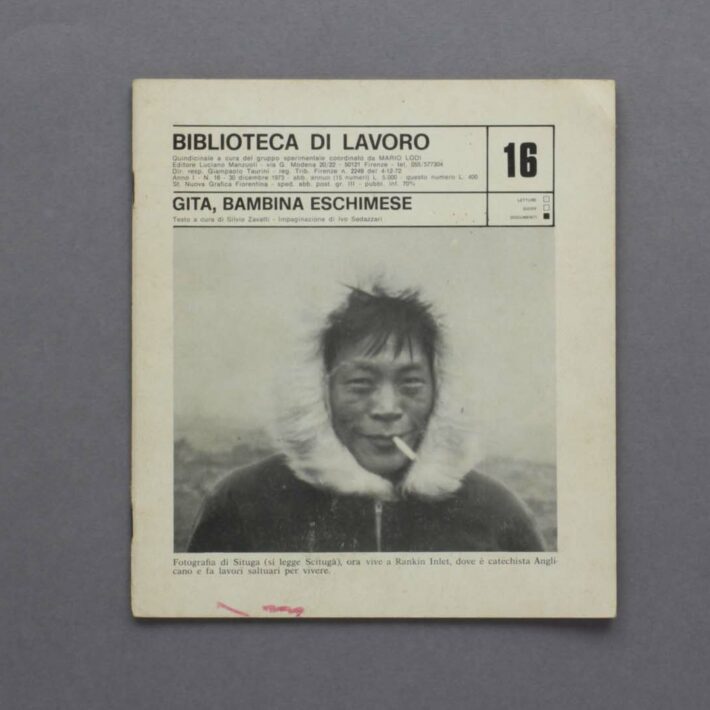 BIBLIOTECA DI LAVORO
Quindicinale a cura del gruppo sperimentale coordinato da MARIO LODI
Editore Luciano Manzuoli - via G. Modena 20/22 - 50121 Firenze - tel. 055/577304
Dir. resp. Giampaolo Taurini - reg. Trib. Firenze n. 2249 del 4-12-72
Anno I - N. 16 - 30 dicembre 1973 - abb. annuo (15 numeri) L. 5.000 - questo numero L. 400
St. Nuova Grafica Fiorentina - sped. abb. post. gr. III - pubbl. inf. 70%
16
GITA, BAMBINA ESCHIMESE
Testo a cura di Silvio Zavatti - Impaginazione di Ivo Sedazzari
LETTURE
GUIDE
DOCUMENTI
Fotografia di Situga (si legge Scitugà), ora vive a Rankin Inlet, dove è catechista Angli-
cano e fa lavori saltuari per vivere.